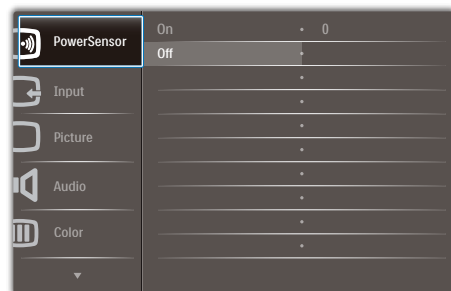 PowerSensor
On • 0
Off •
Input
Picture
Audio
Color